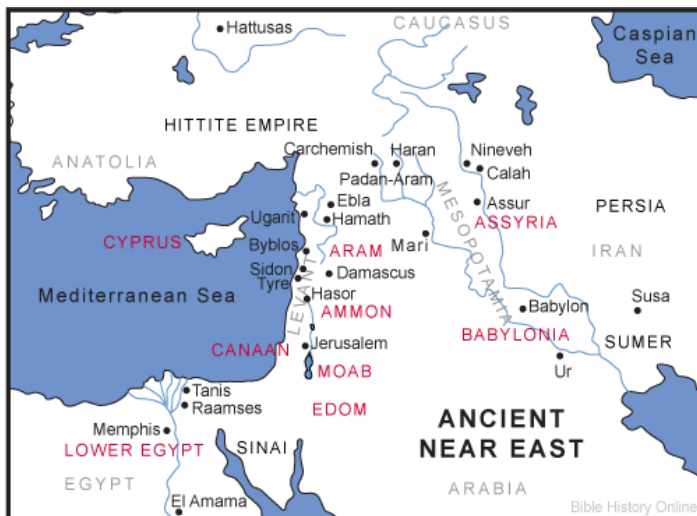 CAUCASUS
Hattusas
Caspian
Sea
HITTITE EMPIRE
ANATOLIA
Carchemish
Haran
Nineveh
Calah
Padan-Aram
Ebla
Assur
Ugarit
Hamath
MESOPOTAMIA
ASSYRIA
PERSIA
CYPRUS
Byblos
ARAM
Mari
IRAN
Sidon
Tyre
Damascus
Mediterranean Sea
LEVANT
Hasor
AMMON
Babylon
Susa
BABYLONIA
SUMER
CANAAN
Jerusalem
MOAB
Ur
Tanis
Raamses
EDOM
Memphis
LOWER EGYPT
SINAI
ANCIENT
NEAR EAST
EGYPT
ARABIA
El Amama
Bible History Online